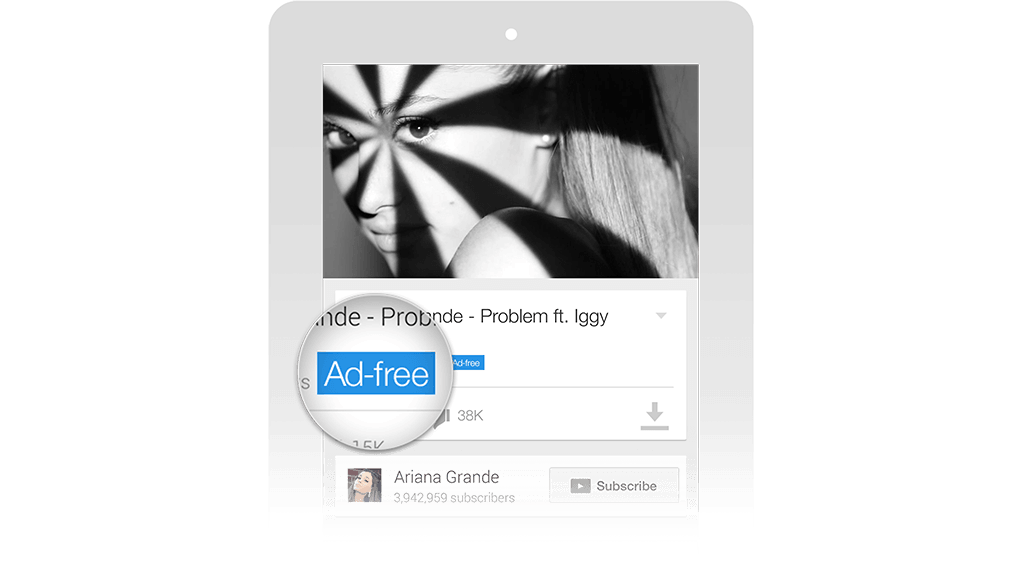 nde - Prob
nde - Problem ft. Iggy
s
Ad-free
Ad-free
38K
15K
Ariana Grande
Subscribe
3,942,959 subscribers